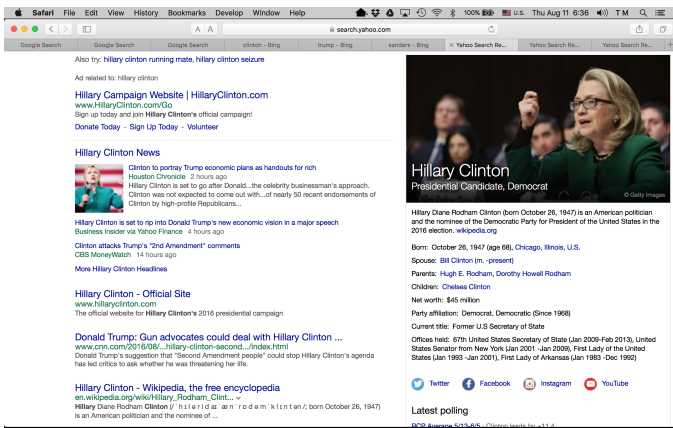 Safari File Edit View History Bookmarks Develop Window Help 100% U.S. Thu Aug 11 6:36 T M
A A
search.yahoo.com
Google Search Google Search Google Search clinton - Bing trump - Bing sanders - Bing × Yahoo Search Re... Yahoo Search Re... Yahoo Search Re... +
Also try: hillary clinton running mate, hillary clinton seizure
Ad related to: hillary clinton
Hillary Campaign Website | HillaryClinton.com
www.HillaryClinton.com/Go
Sign up today and join Hillary Clinton's official campaign!
Donate Today - Sign Up Today - Volunteer
Hillary Clinton News
Clinton to portray Trump economic plans as handouts for rich
Houston Chronicle 2 hours ago
Hillary Clinton is set to go after Donald...the celebrity businessman's approach.
Clinton was not expected to come out with...of nearly 50 recent endorsements of
Clinton by high-profile Republicans...
Hillary Clinton is set to rip into Donald Trump's new economic vision in a major speech
Business Insider via Yahoo Finance 4 hours ago
Clinton attacks Trump's "2nd Amendment" comments
CBS MoneyWatch 14 hours ago
More Hillary Clinton Headlines
Hillary Clinton - Official Site
www.hillaryclinton.com
The official website for Hillary Clinton's 2016 presidential campaign
Donald Trump: Gun advocates could deal with Hillary Clinton ...
www.cnn.com/2016/08/...hillary-clinton-second.../index.html
Donald Trump's suggestion that "Second Amendment people" could stop Hillary Clinton's agenda
has led critics to ask whether he was threatening her life.
Hillary Clinton - Wikipedia, the free encyclopedia
en.wikipedia.org/wiki/Hillary_Rodham_Clint...
Hillary Diane Rodham Clinton (/ˈhɪləri daɪˈæn ˈrɒdəm ˈklɪntən/; born October 26, 1947)
is an American politician and the nominee of ...
Hillary Clinton
Presidential Candidate, Democrat
© Getty Images
Hillary Diane Rodham Clinton (born October 26, 1947) is an American politician
and the nominee of the Democratic Party for President of the United States in the
2016 election. wikipedia.org
Born: October 26, 1947 (age 68), Chicago, Illinois, U.S.
Spouse: Bill Clinton (m. -present)
Parents: Hugh E. Rodham, Dorothy Howell Rodham
Children: Chelsea Clinton
Net worth: $45 million
Party affiliation: Democrat, Democratic (Since 1968)
Current title: Former U.S Secretary of State
Offices held: 67th United States Secretary of State (Jan 2009-Feb 2013), United
States Senator from New York (Jan 2001 -Jan 2009), First Lady of the United
States (Jan 1993 -Jan 2001), First Lady of Arkansas (Jan 1983 -Dec 1992)
Twitter Facebook Instagram YouTube
Latest polling
RCP Average 5/13-6/5 - Clinton leads by +11.4